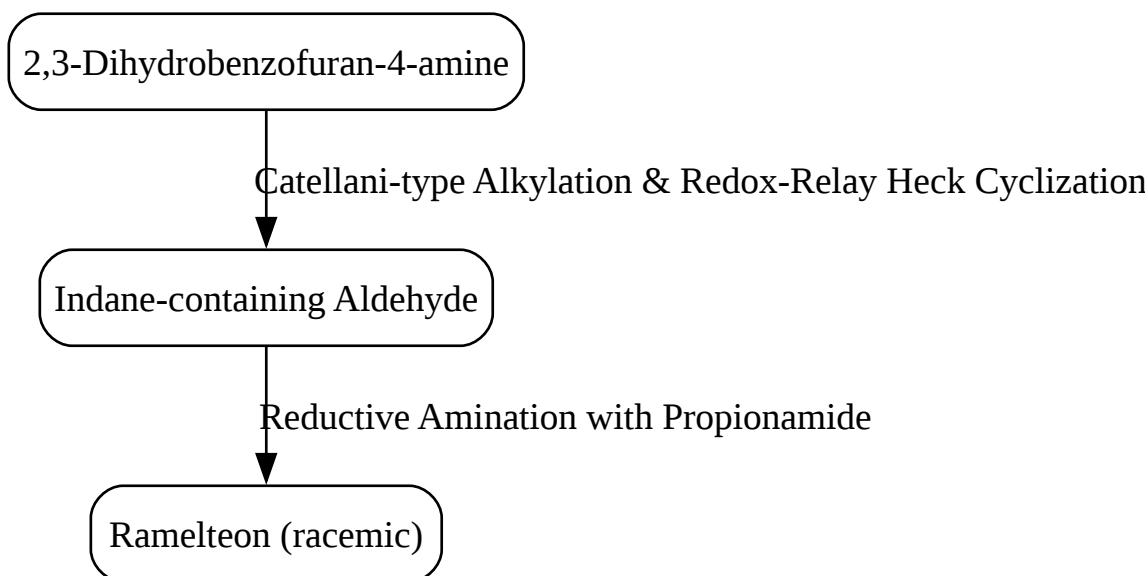 2,3-Dihydrobenzofuran-4-amine
Catellani-type Alkylation & Redox-Relay Heck Cyclization
Indane-containing Aldehyde
Reductive Amination with Propionamide
Ramelteon (racemic)